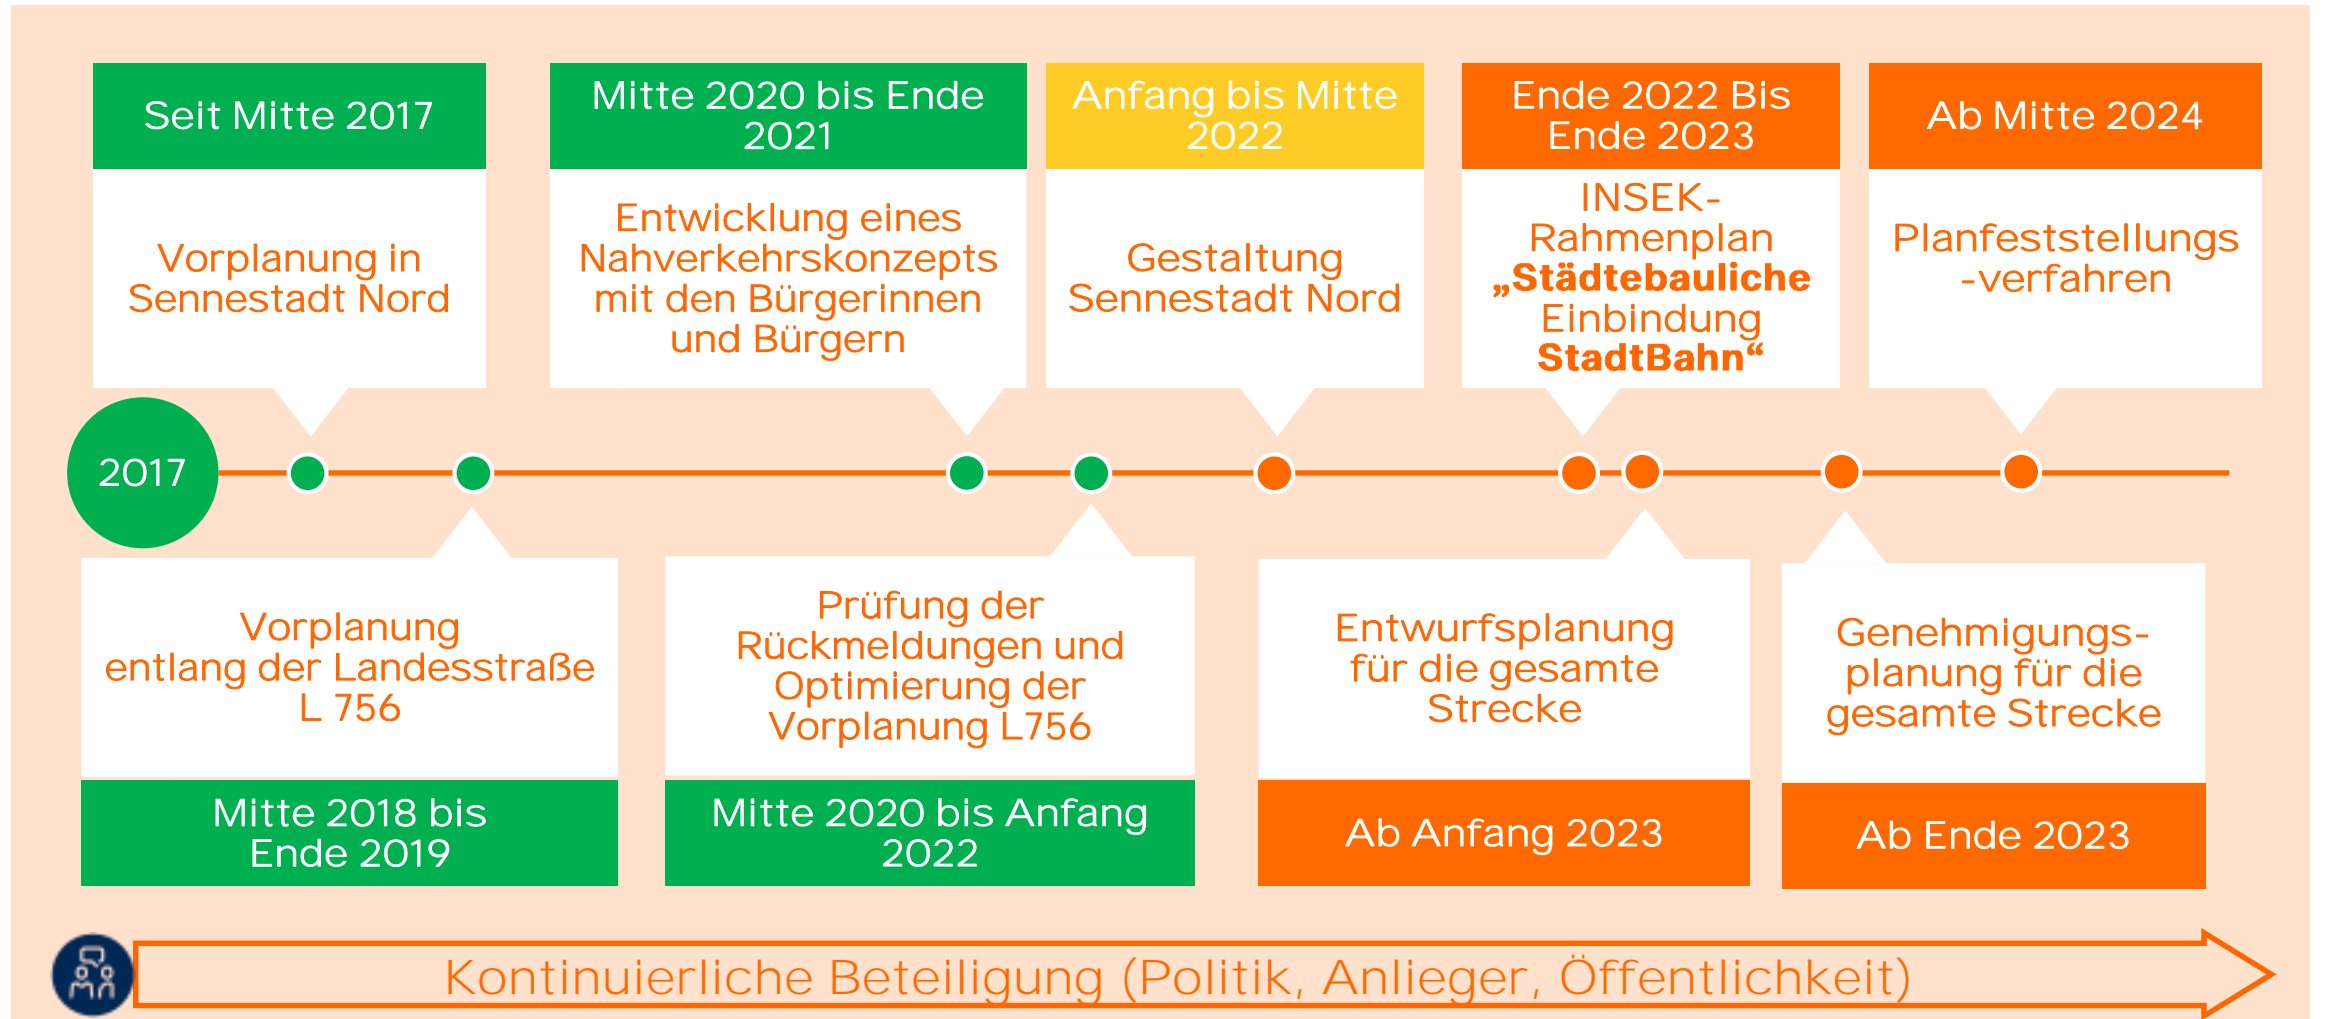 Seit Mitte 2017
Vorplanung in
Sennestadt Nord
Mitte 2020 bis Ende
2021
Entwicklung eines
Nahverkehrskonzepts
mit den Bürgerinnen
und Bürgern
Anfang bis Mitte
2022
Gestaltung
Sennestadt Nord
Ende 2022 Bis
Ende 2023
INSEK-
Rahmenplan
„Städtebauliche
Einbindung
StadtBahn“
Ab Mitte 2024
Planfeststellungs
-verfahren
2017
Vorplanung
entlang der Landesstraße
L 756
Mitte 2018 bis
Ende 2019
Prüfung der
Rückmeldungen und
Optimierung der
Vorplanung L756
Mitte 2020 bis Anfang
2022
Entwurfsplanung
für die gesamte
Strecke
Ab Anfang 2023
Genehmigungs-
planung für die
gesamte Strecke
Ab Ende 2023
Kontinuierliche Beteiligung (Politik, Anlieger, Öffentlichkeit)